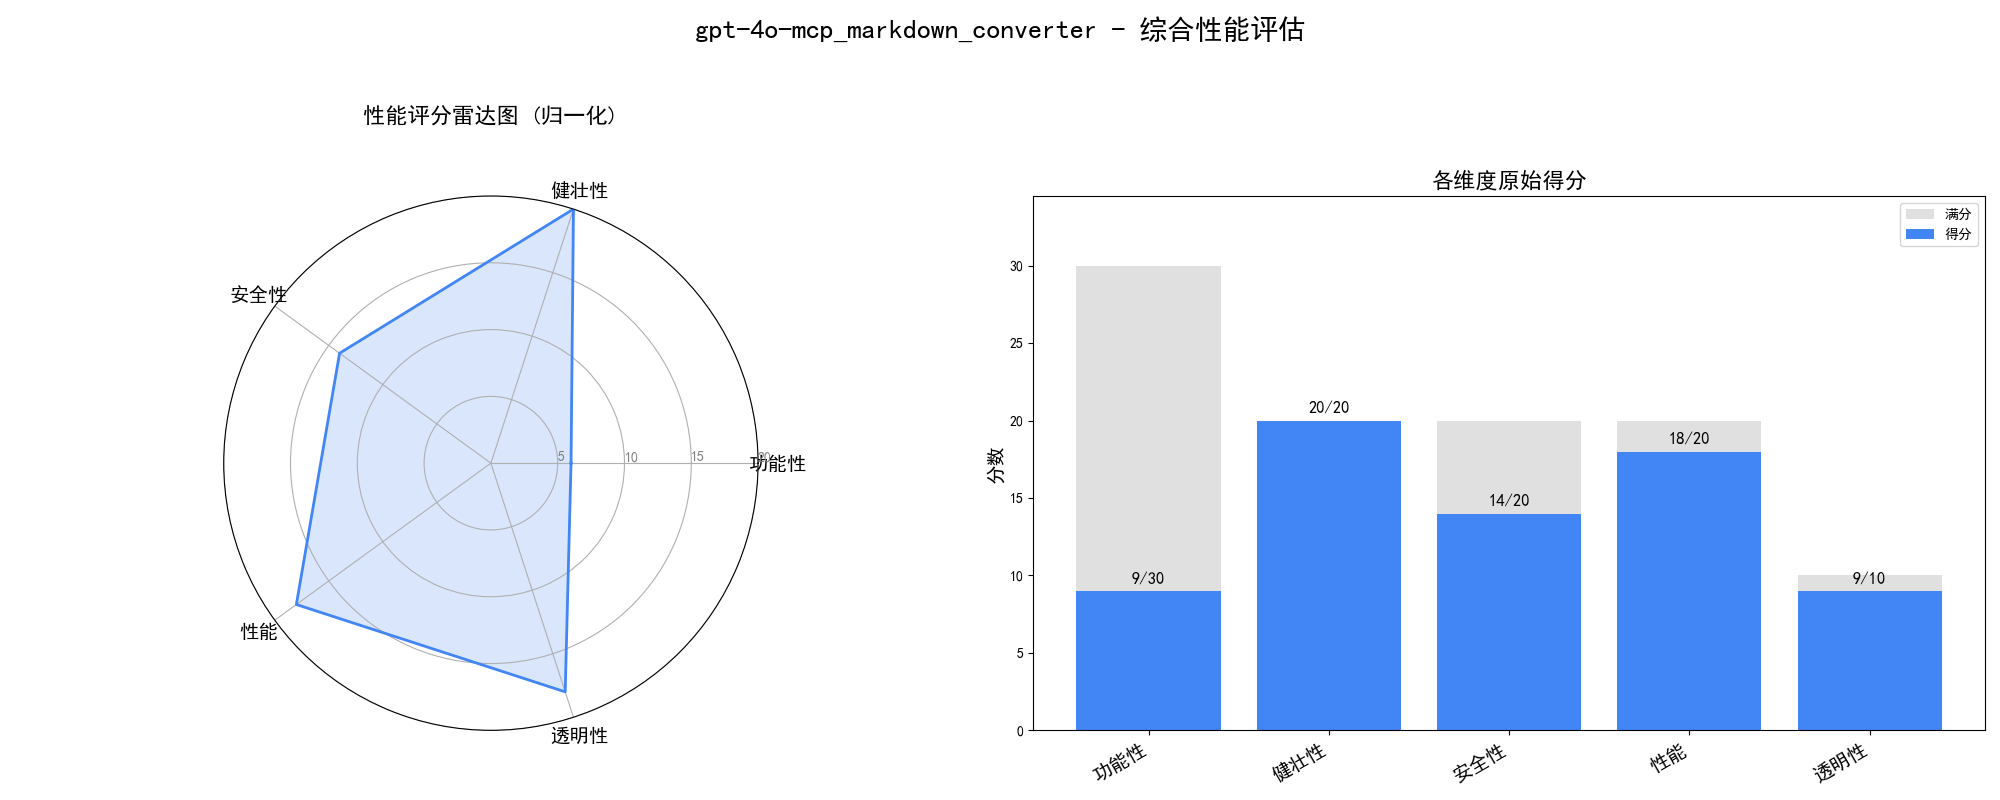 gpt-4o-mcp_markdown_converter - 综合性能评估
性能评分雷达图 (归一化)
健壮性
安全性
5
10
15
20
功能性
性能
透明性
各维度原始得分
满分
得分
分数
30
25
20
15
10
5
0
9/30
20/20
14/20
18/20
9/10
功能性
健壮性
安全性
性能
透明性